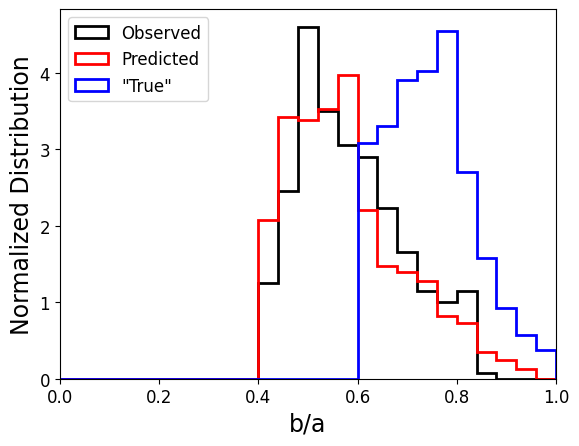 Observed
Predicted
"True"
Normalized Distribution
4
3
2
1
0
0.0 0.2 0.4 0.6 0.8 1.0
b/a